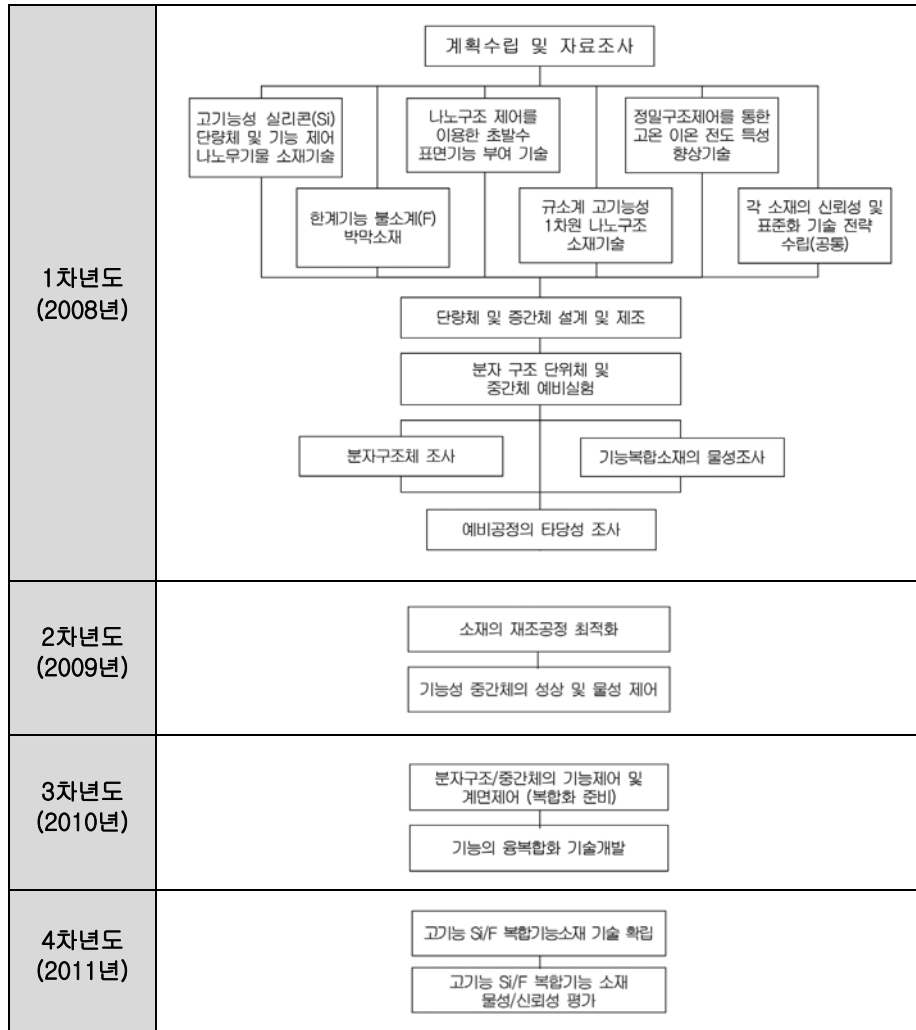 1차년도
(2008년)
계획수립 및 자료조사
고기능성 실리콘(Si)
단량체 및 기능 제어
나노무기물 소재기술
나노구조 제어를
이용한 초발수
표면기능 부여 기술
정밀구조제어를 통한
고온 이온 전도 특성
향상기술
한계기능 불소계(F)
박막소재
규소계 고기능성
1차원 나노구조
소재기술
각 소재의 신뢰성 및
표준화 기술 전략
수립(공통)
단량체 및 중간체 설계 및 제조
분자 구조 단위체 및
중간체 예비실험
분자구조체 조사
기능복합소재의 물성조사
예비공정의 타당성 조사
2차년도
(2009년)
소재의 재조공정 최적화
기능성 중간체의 성상 및 물성 제어
3차년도
(2010년)
분자구조/중간체의 기능제어 및
계면제어 (복합화 준비)
기능의 융복합화 기술개발
4차년도
(2011년)
고기능 Si/F 복합기능소재 기술 확립
고기능 Si/F 복합기능 소재
물성/신뢰성 평가